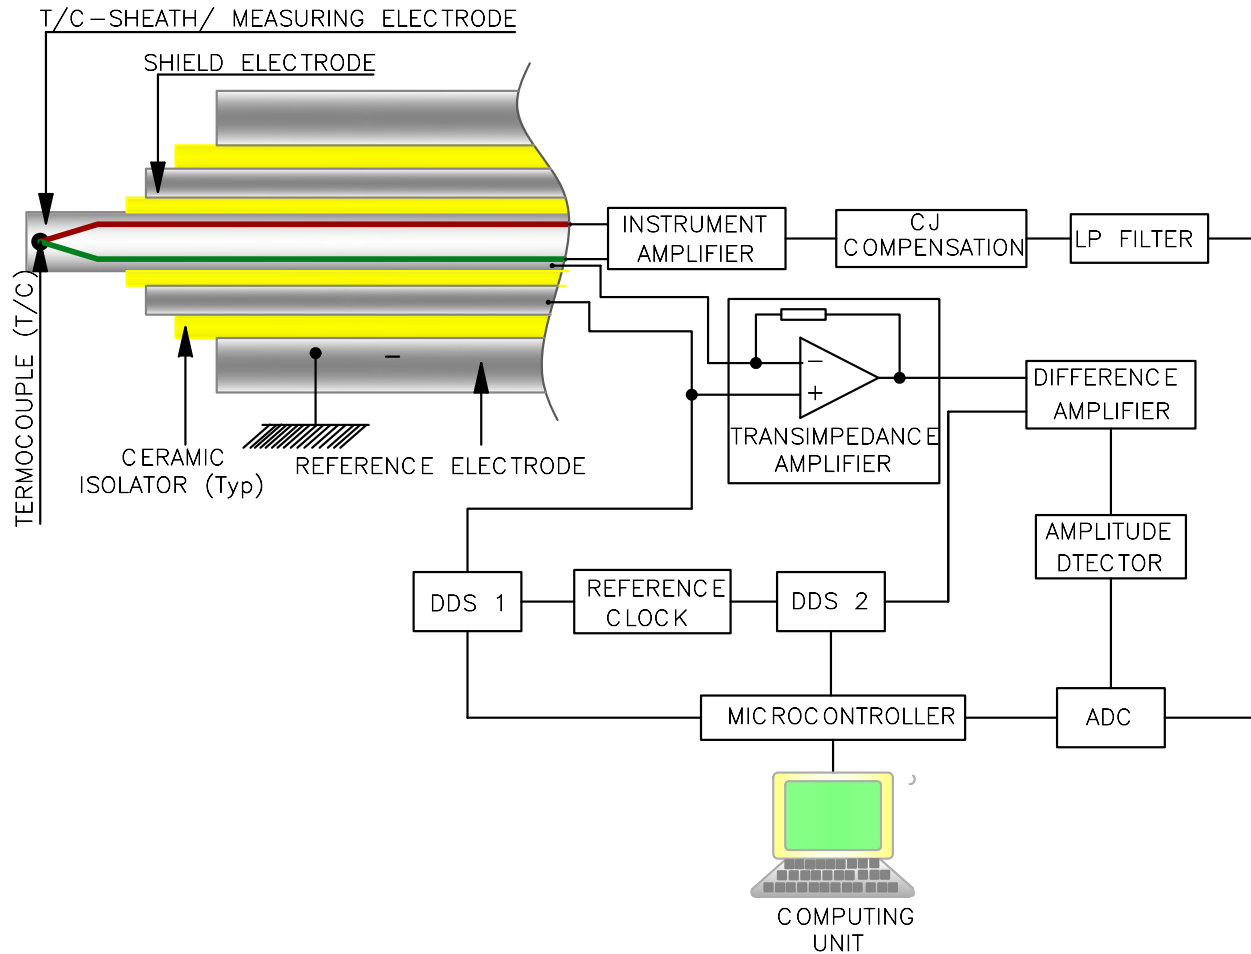 T/C-SHEATH/ MEASURING ELECTRODE
SHIELD ELECTRODE
TERMOCOUPLE (T/C)
CERAMIC
ISOLATOR (Typ)
REFERENCE ELECTRODE
INSTRUMENT
AMPLIFIER
CJ
COMPENSATION
LP FILTER
TRANSIMPEDANCE
AMPLIFIER
DIFFERENCE
AMPLIFIER
AMPLITUDE
DTECTOR
DDS 1
REFERENCE
CLOCK
DDS 2
MICROCONTROLLER
ADC
COMPUTING
UNIT